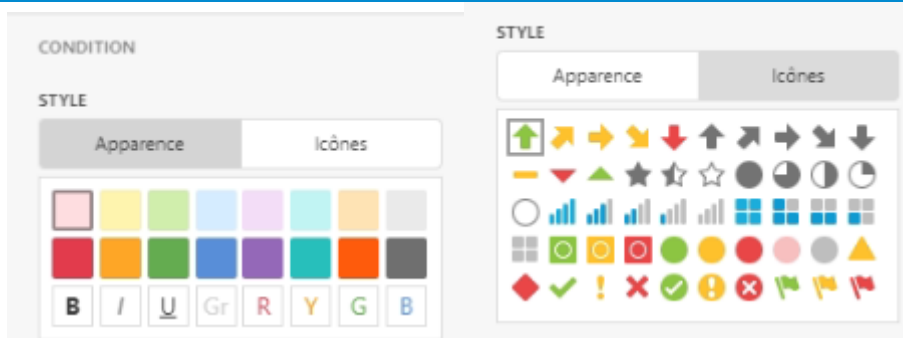 CONDITION
STYLE
Apparence Icônes
B I U Gr R Y G B
STYLE
Apparence Icônes